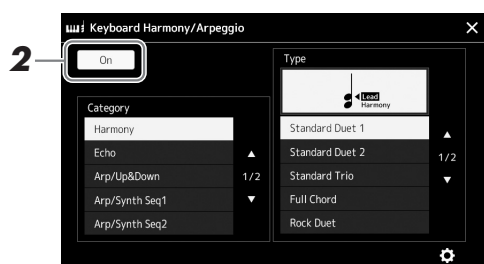 Keyboard Harmony/Arpeggio
2
On
Category
Harmony
Echo
Arp/Up&Down
Arp/Synth Seq1
Arp/Synth Seq2
1/2
Type
Lead
Harmony
Standard Duet 1
Standard Duet 2
Standard Trio
Full Chord
Rock Duet
1/2